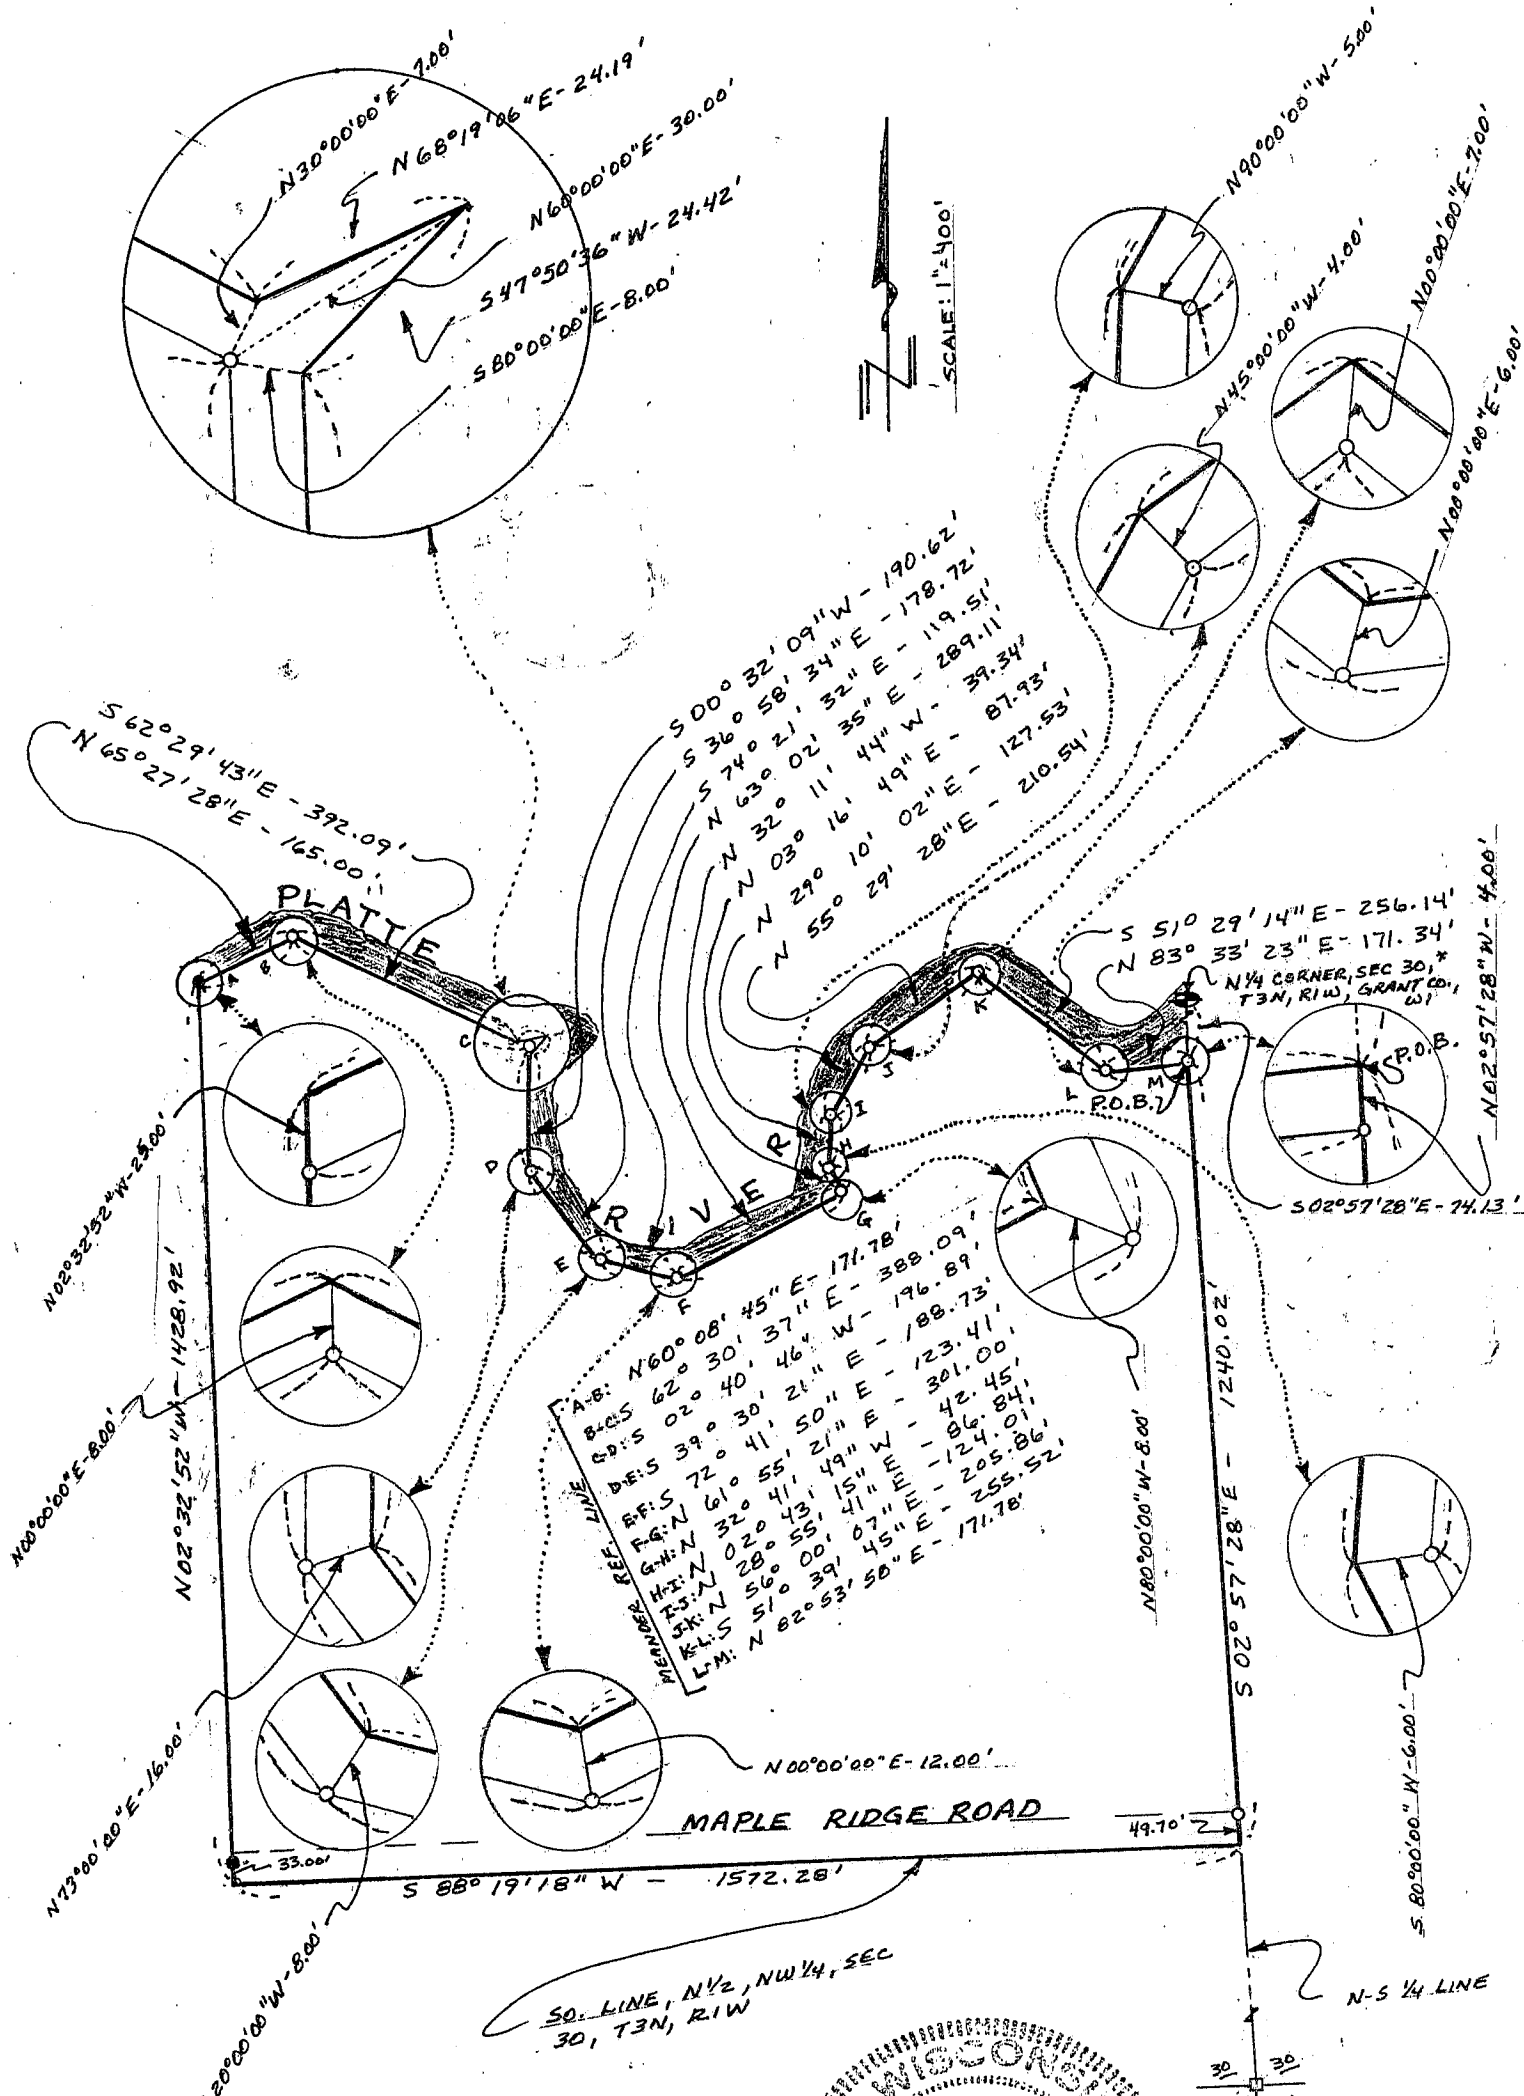 N30°00'00"E-7.00'
N68°19'06"E-24.19'
N60°00'00"E-30.00'
S47°50'36"W-24.42'
S80°00'00"E-8.00'
SCALE: 1"=400'
N90°00'00"W-5.00'
N45°00'00"W-4.00'
N00°00'00"E-7.00'
N00°00'00"E-6.00'
S 62°29'43"E - 392.09'
N 65°27'28"E - 165.00'
S 00° 32' 09" W - 190.62'
S 36° 58' 34" E - 178.72'
S 74° 21' 32" E - 119.51'
N 63° 02' 35" E - 289.11'
N 32° 11' 44" W - 39.34'
N 03° 16' 49" E - 87.93'
N 29° 10' 02" E - 127.53'
N 55° 29' 28" E - 210.54'
PLATTE
RIVER
S 51° 29' 14" E - 256.14'
N 83° 33' 23" E - 171.34'
N1/4 CORNER, SEC 30,*
T3N, R1W, GRANT CO.,
WI
N02°57'28"W-4.00'
P.O.B.
S02°57'28"E-74.13'
A
B
C
D
E
F
G
H
I
J
K
L
M
P.O.B.
N02°32'52"W-25.00'
N02°32'52"W-1428.92'
N00°00'00"E-8.00'
N73°00'00"E-16.00'
20°00'00"W-8.00'
MEANDER REF. LINE
A-B: N60° 08' 45" E - 171.78'
B-C: S 62° 30' 37" E - 388.09'
C-D: S 02° 40' 46" W - 196.89'
D-E: S 39° 30' 21" E - 188.73'
E-F: S 72° 41' 50" E - 123.41'
F-G: N 61° 55' 21" E - 301.00'
G-H: N 32° 41' 49" W - 42.45'
H-I: N 02° 43' 15" E - 86.84'
I-J: N 28° 55' 41" E - 124.01'
J-K: N 56° 00' 07" E - 205.86'
K-L: S 51° 39' 45" E - 255.52'
L-M: N 82° 53' 50" E - 171.78'
N80°00'00"W-8.00'
S 02° 57' 28" E - 1240.02'
S 80°00'00" W-6.00'
N00°00'00"E-12.00'
MAPLE RIDGE ROAD
49.70'
33.00'
S 88° 19' 18" W - 1572.28'
SO. LINE, N1/2, NW1/4, SEC
30, T3N, R1W
N-S 1/4 LINE
30 30